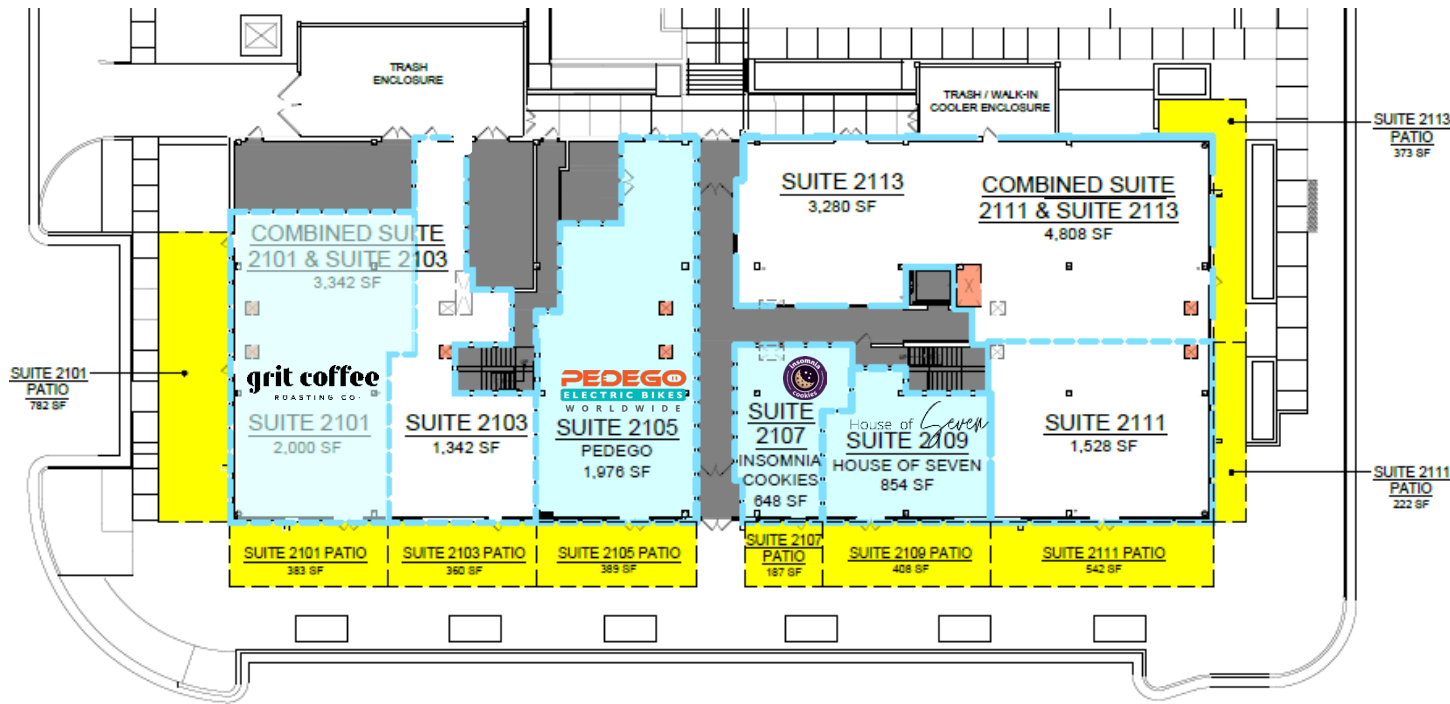 TRASH
ENCLOSURE
TRASH / WALK-IN
COOLER ENCLOSURE
SUITE 2113
PATIO
373 SF
SUITE 2113
3,280 SF
COMBINED SUITE
2111 & SUITE 2113
4,808 SF
COMBINED SUITE
2101 & SUITE 2103
3,342 SF
SUITE 2101
PATIO
782 SF
grit coffee
ROASTING CO.
SUITE 2101
2,000 SF
SUITE 2103
1,342 SF
PEDEGO
ELECTRIC BIKES
WORLDWIDE
SUITE 2105
PEDEGO
1,976 SF
insomnia
cookies
SUITE
2107
INSOMNIA
COOKIES
648 SF
House of Seven
SUITE 2109
HOUSE OF SEVEN
854 SF
SUITE 2111
1,528 SF
SUITE 2111
PATIO
222 SF
SUITE 2101 PATIO
383 SF
SUITE 2103 PATIO
360 SF
SUITE 2105 PATIO
389 SF
SUITE 2107
PATIO
187 SF
SUITE 2109 PATIO
408 SF
SUITE 2111 PATIO
542 SF